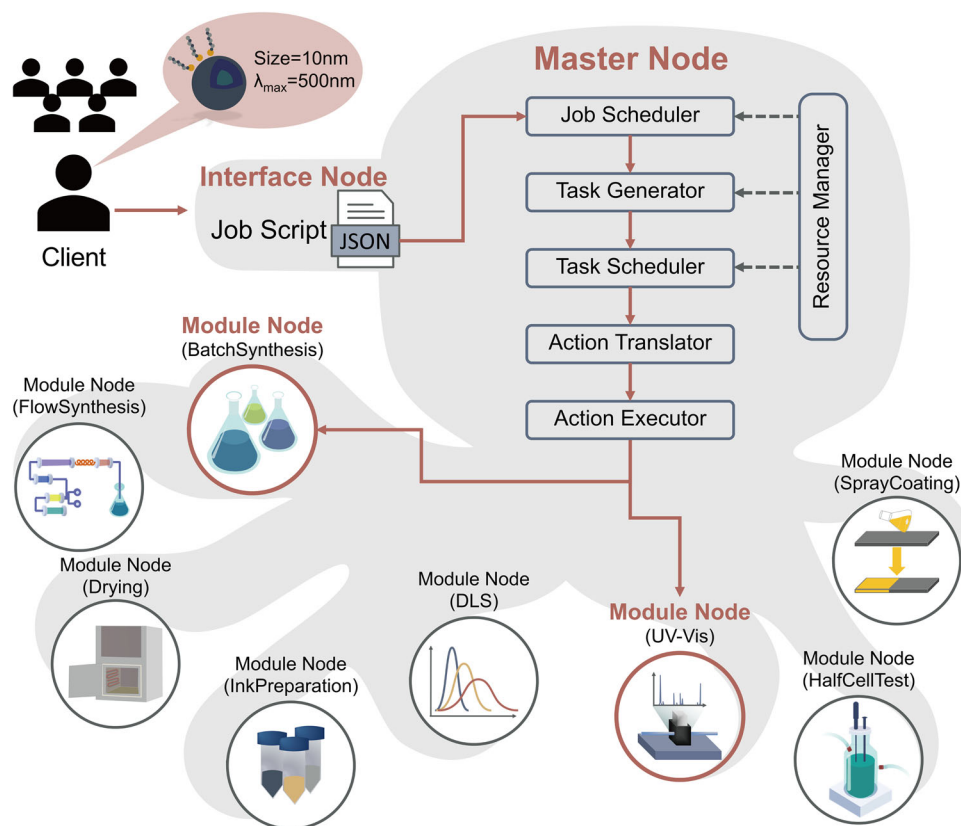 Size=10nm
λmax=500nm
Master Node
Job Scheduler
Interface Node
Task Generator
Job Script
JSON
Client
Task Scheduler
Resource Manager
Module Node
(BatchSynthesis)
Action Translator
Module Node
(FlowSynthesis)
Action Executor
Module Node
(SprayCoating)
Module Node
(Drying)
Module Node
(DLS)
Module Node
(UV-Vis)
Module Node
(InkPreparation)
Module Node
(HalfCellTest)